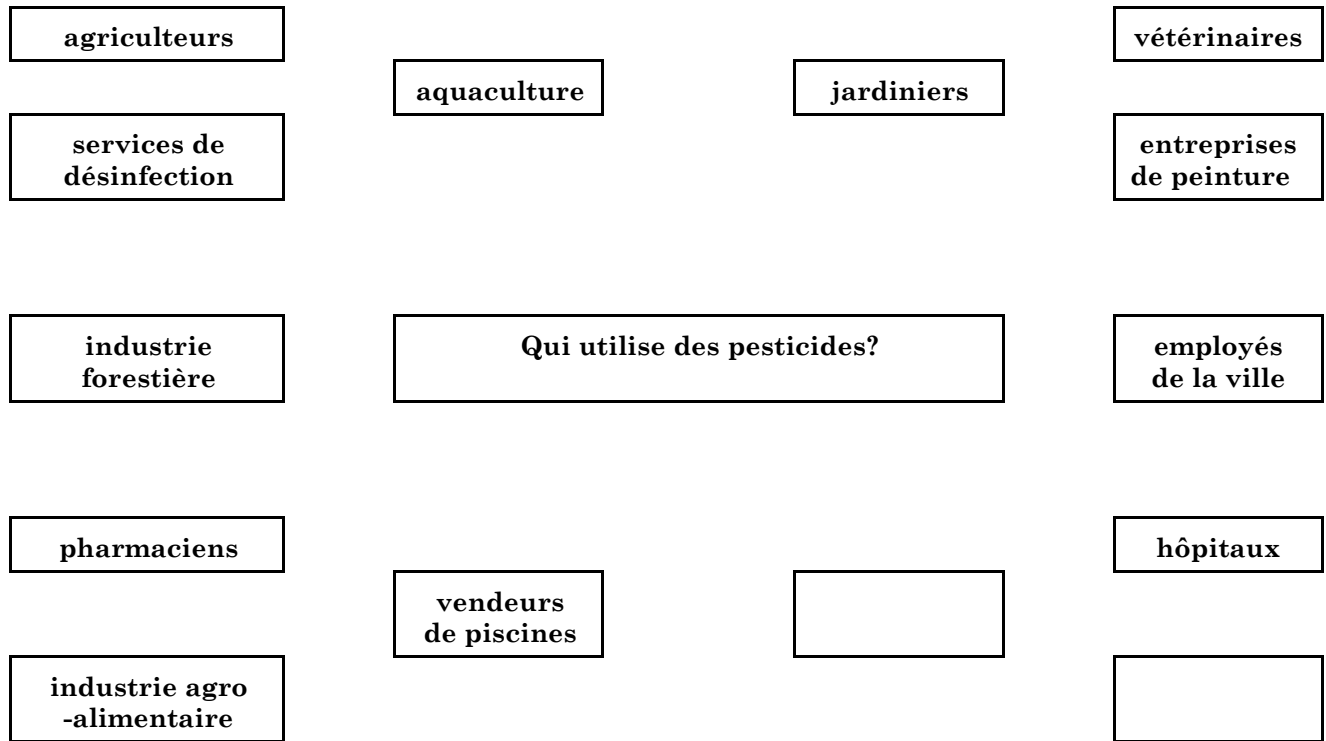 agriculteurs
vétérinaires
aquaculture
jardiniers
services de
désinfection
entreprises
de peinture
industrie
forestière
Qui utilise des pesticides?
employés
de la ville
pharmaciens
hôpitaux
vendeurs
de piscines
industrie agro
-alimentaire